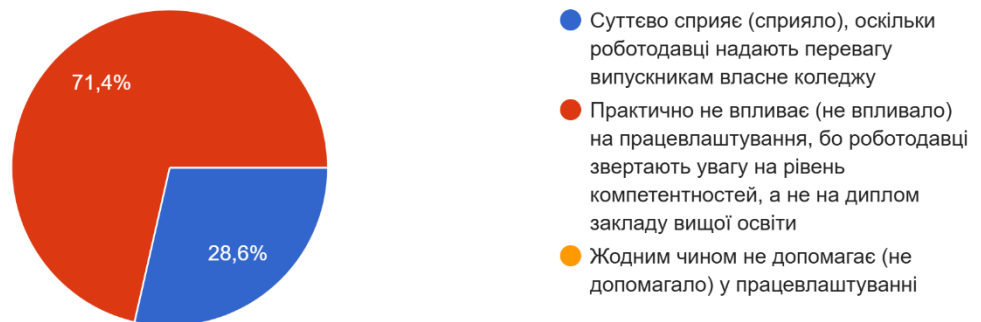 71,4%
28,6%
Суттєво сприяє (сприяло), оскільки
роботодавці надають перевагу
випускникам власне коледжу
Практично не впливає (не впливало)
на працевлаштування, бо роботодавці
звертають увагу на рівень
компетентностей, а не на диплом
закладу вищої освіти
Жодним чином не допомагає (не
допомагало) у працевлаштуванні